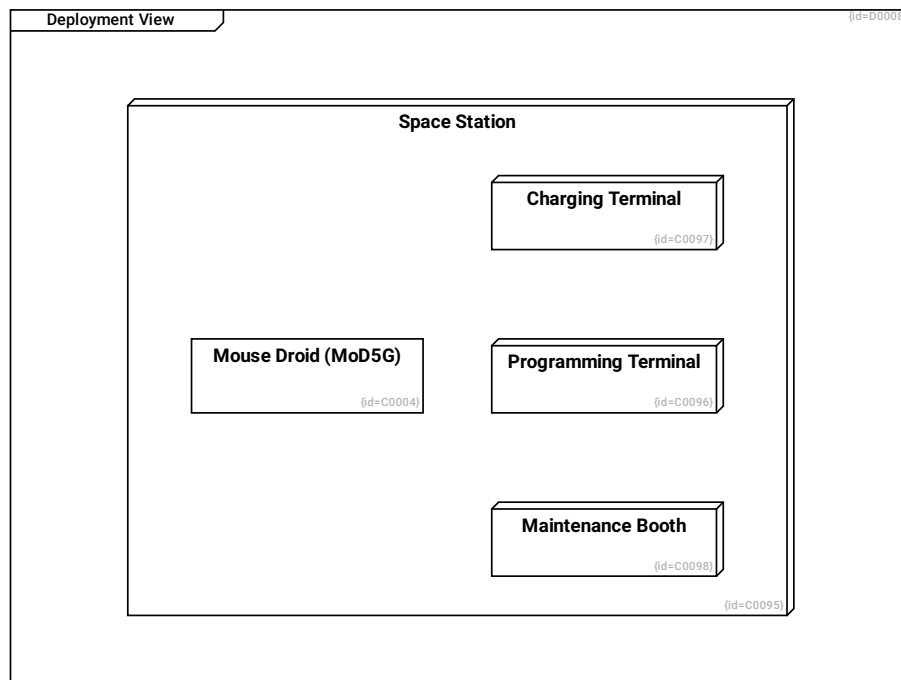 Deployment View
{id=D0008
Space Station
Charging Terminal
{id=C0097}
Mouse Droid (MoD5G)
{id=C0004}
Programming Terminal
{id=C0096}
Maintenance Booth
{id=C0098}
{id=C0095}